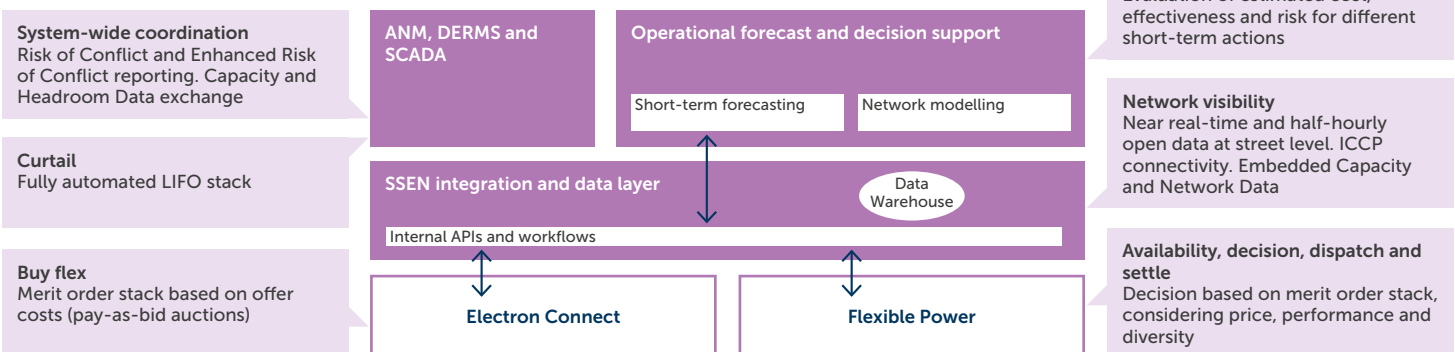 System-wide coordination
Risk of Conflict and Enhanced Risk
of Conflict reporting. Capacity and
Headroom Data exchange
Curtail
Fully automated LIFO stack
Buy flex
Merit order stack based on offer
costs (pay-as-bid auctions)
ANM, DERMS and
SCADA
Operational forecast and decision support
Short-term forecasting
Network modelling
SSEN integration and data layer
Data
Warehouse
Internal APIs and workflows
Electron Connect
Flexible Power
Evaluation of estimated cost,
effectiveness and risk for different
short-term actions
Network visibility
Near real-time and half-hourly
open data at street level. ICCP
connectivity. Embedded Capacity
and Network Data
Availability, decision, dispatch and
settle
Decision based on merit order stack,
considering price, performance and
diversity